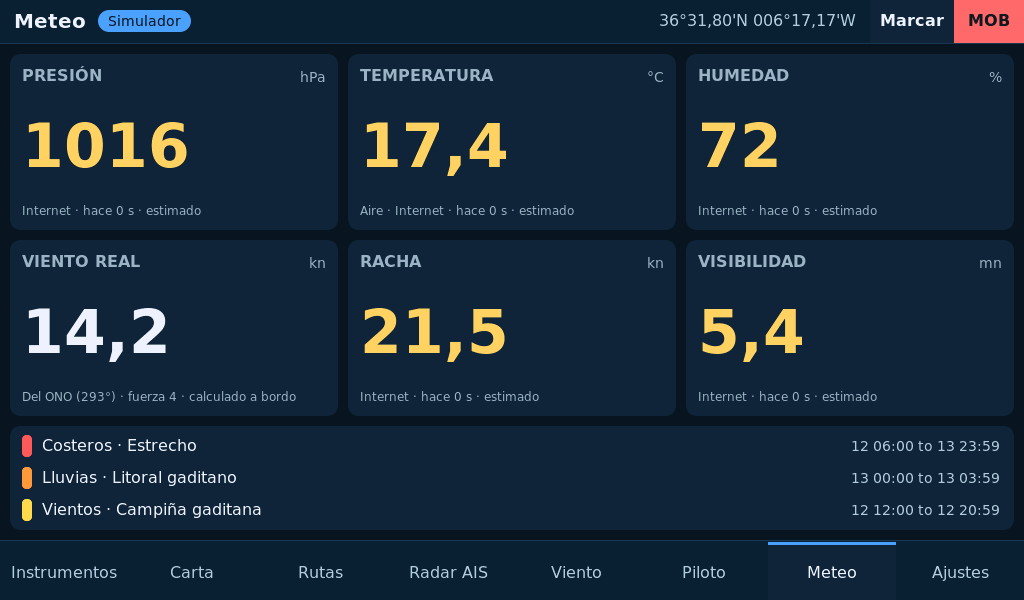 Meteo Simulador 36°31,80'N 006°17,17'W Marcar MOB
PRESIÓN hPa TEMPERATURA °C HUMEDAD %
1016 17,4 72
Internet · hace 0 s · estimado Aire · Internet · hace 0 s · estimado Internet · hace 0 s · estimado
VIENTO REAL kn RACHA kn VISIBILIDAD mn
14,2 21,5 5,4
Del ONO (293°) · fuerza 4 · calculado a bordo Internet · hace 0 s · estimado Internet · hace 0 s · estimado
Costeros · Estrecho 12 06:00 to 13 23:59
Lluvias · Litoral gaditano 13 00:00 to 13 03:59
Vientos · Campiña gaditana 12 12:00 to 12 20:59
Instrumentos Carta Rutas Radar AIS Viento Piloto Meteo Ajustes